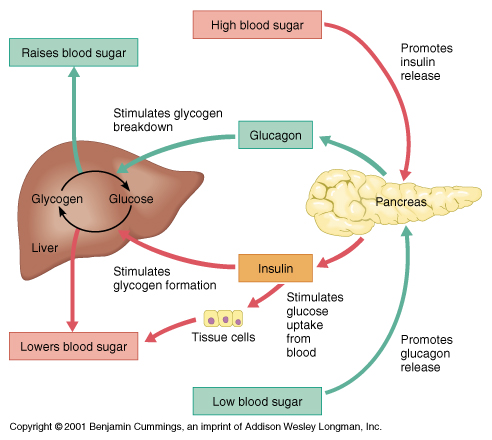 High blood sugar
Raises blood sugar
Promotes
insulin
release
Stimulates glycogen
breakdown
Glucagon
Glycogen
Glucose
Pancreas
Liver
Insulin
Stimulates
glycogen formation
Stimulates
glucose
uptake
from
blood
Tissue cells
Lowers blood sugar
Promotes
glucagon
release
Low blood sugar
Copyright © 2001 Benjamin Cummings, an imprint of Addison Wesley Longman, Inc.